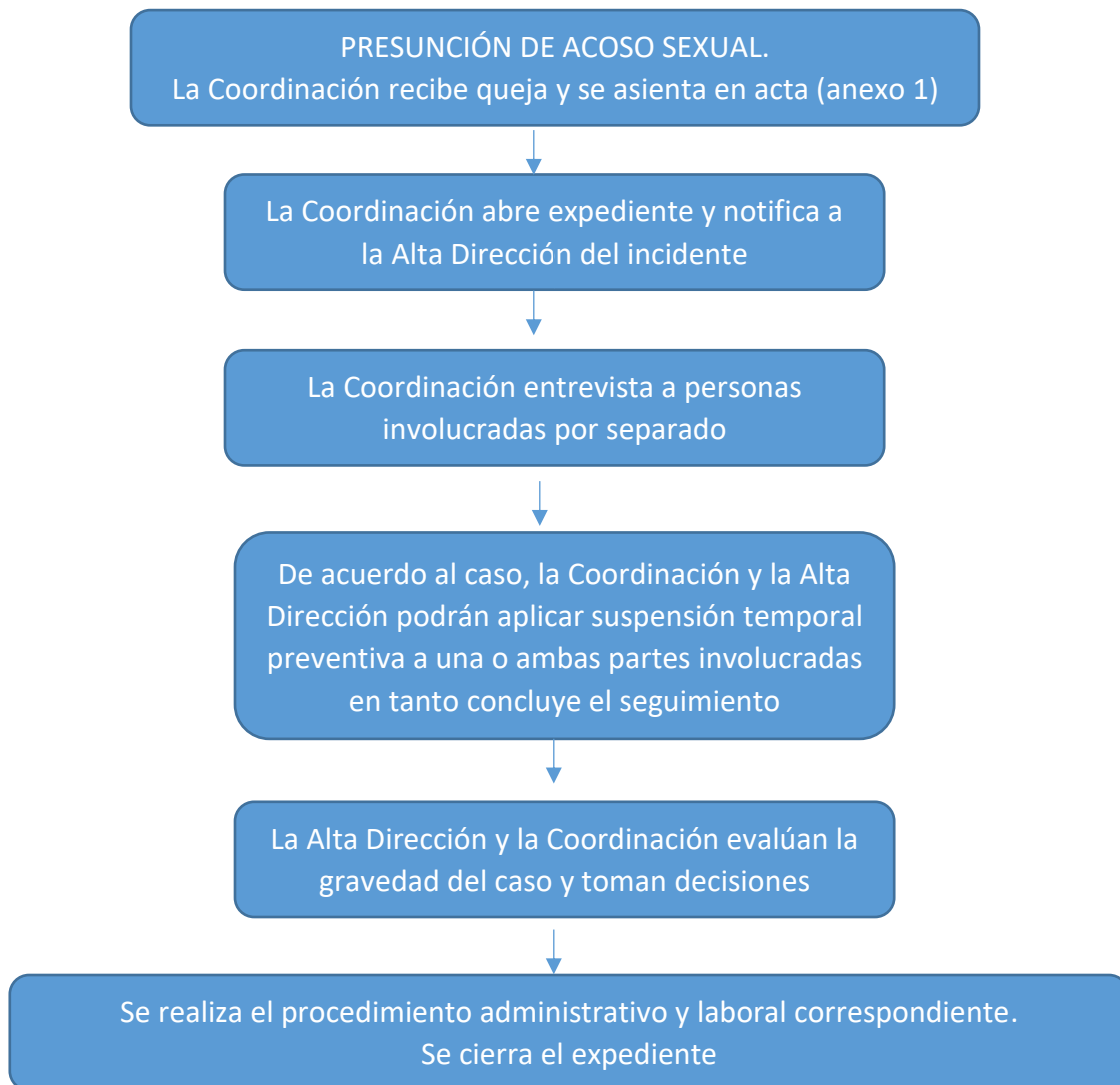 PRESUNCIÓN DE ACOSO SEXUAL.
La Coordinación recibe queja y se asienta en acta (anexo 1)
La Coordinación abre expediente y notifica a
la Alta Dirección del incidente
La Coordinación entrevista a personas
involucradas por separado
De acuerdo al caso, la Coordinación y la Alta
Dirección podrán aplicar suspensión temporal
preventiva a una o ambas partes involucradas
en tanto concluye el seguimiento
La Alta Dirección y la Coordinación evalúan la
gravedad del caso y toman decisiones
Se realiza el procedimiento administrativo y laboral correspondiente.
Se cierra el expediente